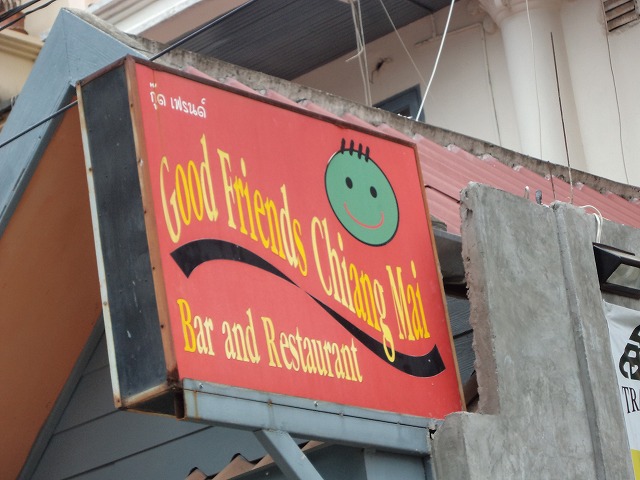 กู๊ด เฟรนด์
Good Friends Chiang Mai
Bar and Restaurant